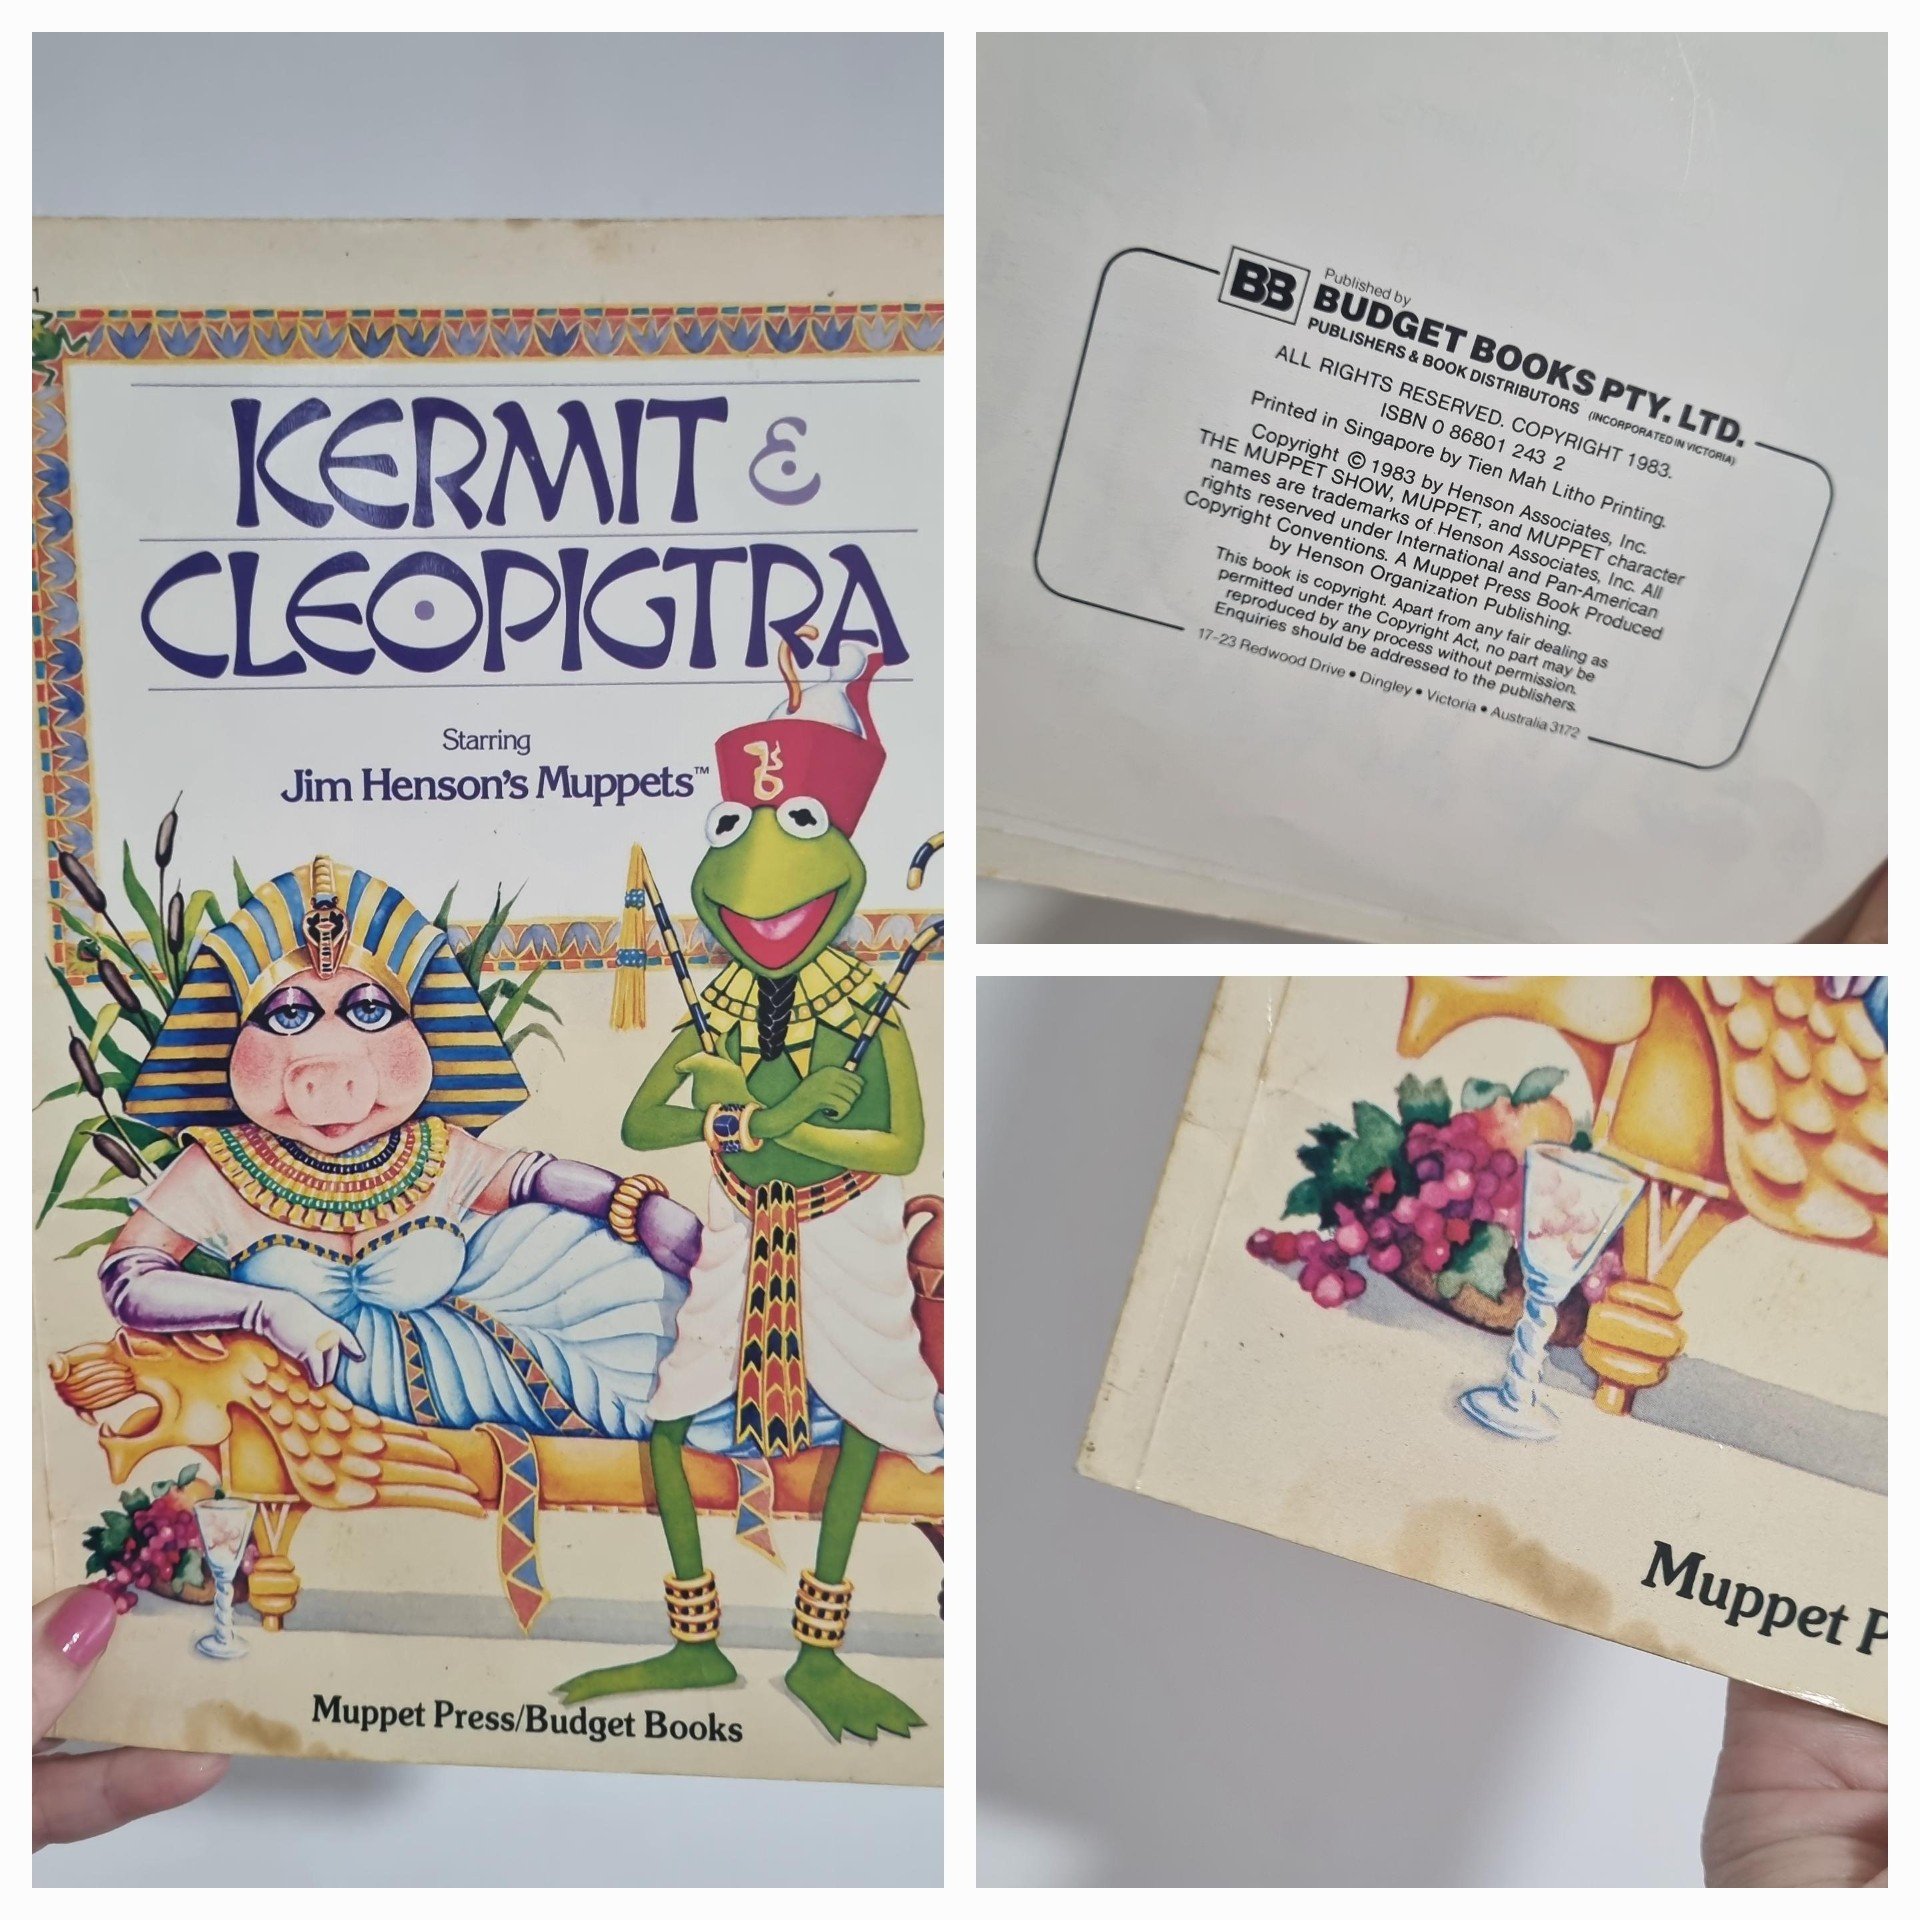 1
KERMIT &
CLEOPIGTRA
Starring
Jim Henson's Muppets™
Muppet Press/Budget Books
BB
Published by
BUDGET BOOKS PTY. LTD.
PUBLISHERS & BOOK DISTRIBUTORS (INCORPORATED IN VICTORIA)
ALL RIGHTS RESERVED. COPYRIGHT 1983.
ISBN 0 86801 243 2
Printed in Singapore by Tien Mah Litho Printing.
Copyright © 1983 by Henson Associates, Inc.
THE MUPPET SHOW, MUPPET, and MUPPET character
names are trademarks of Henson Associates, Inc. All
rights reserved under International and Pan-American
Copyright Conventions. A Muppet Press Book Produced
by Henson Organization Publishing.
This book is copyright. Apart from any fair dealing as
permitted under the Copyright Act, no part may be
reproduced by any process without permission.
Enquiries should be addressed to the publishers.
17-23 Redwood Drive • Dingley • Victoria • Australia 3172
Muppet P